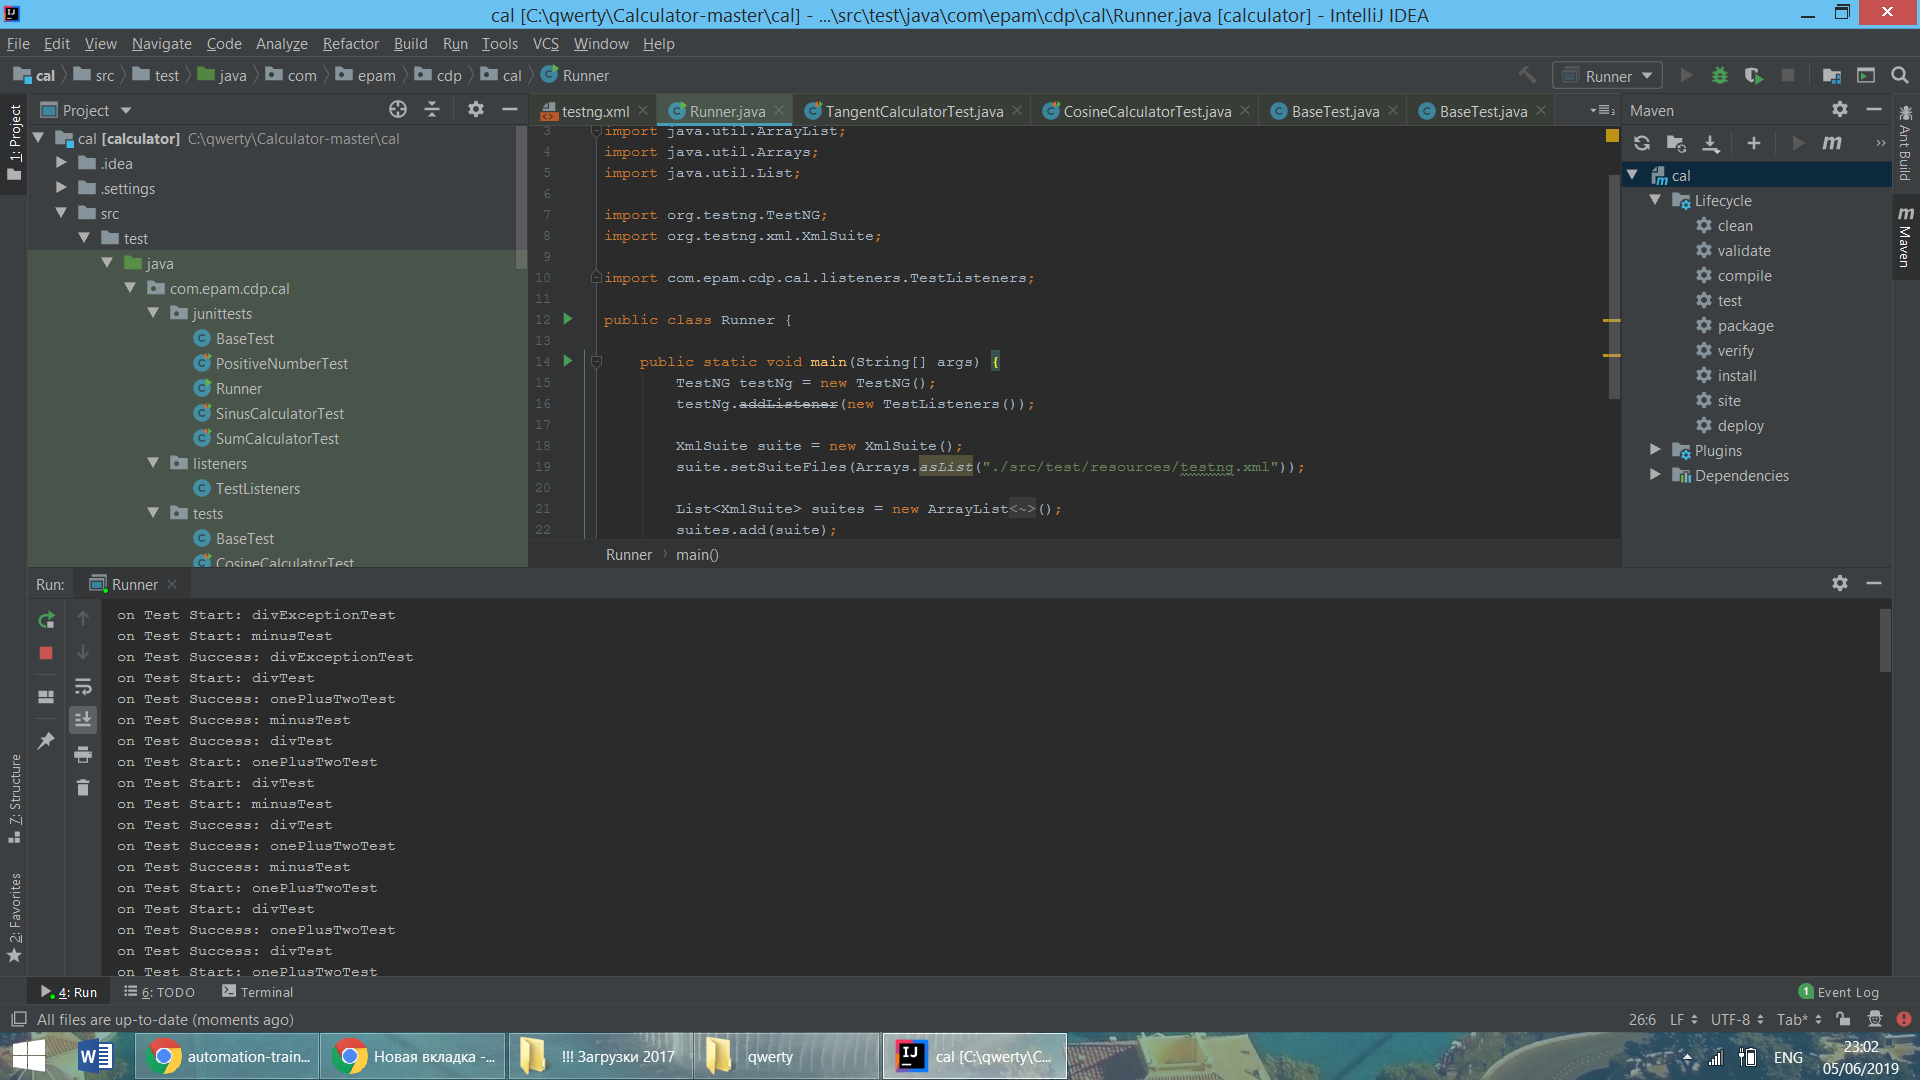 cal [C:\qwerty\Calculator-master\cal] - ...\src\test\java\com\epam\cdp\cal\Runner.java [calculator] - IntelliJ IDEA
File Edit View Navigate Code Analyze Refactor Build Run Tools VCS Window Help
cal src test java com epam cdp cal Runner
Runner
Project
testng.xml Runner.java TangentCalculatorTest.java CosineCalculatorTest.java BaseTest.java BaseTest.java
Maven
1: Project
cal [calculator] C:\qwerty\Calculator-master\cal
.idea
.settings
src
test
java
com.epam.cdp.cal
junittests
BaseTest
PositiveNumberTest
Runner
SinusCalculatorTest
SumCalculatorTest
listeners
TestListeners
tests
BaseTest
CosineCalculatorTest
3 import java.util.ArrayList;
4 import java.util.Arrays;
5 import java.util.List;
6
7 import org.testng.TestNG;
8 import org.testng.xml.XmlSuite;
9
10 import com.epam.cdp.cal.listeners.TestListeners;
11
12 public class Runner {
13
14 public static void main(String[] args) {
15 TestNG testNg = new TestNG();
16 testNg.addListener(new TestListeners());
17
18 XmlSuite suite = new XmlSuite();
19 suite.setSuiteFiles(Arrays.asList("./src/test/resources/testng.xml"));
20
21 List<XmlSuite> suites = new ArrayList<~>();
22 suites.add(suite);
Runner main()
cal
Lifecycle
clean
validate
compile
test
package
verify
install
site
deploy
Plugins
Dependencies
Ant Build
m Maven
Run: Runner
on Test Start: divExceptionTest
on Test Start: minusTest
on Test Success: divExceptionTest
on Test Start: divTest
on Test Success: onePlusTwoTest
on Test Success: minusTest
on Test Success: divTest
on Test Start: onePlusTwoTest
on Test Start: divTest
on Test Start: minusTest
on Test Success: divTest
on Test Success: onePlusTwoTest
on Test Success: minusTest
on Test Start: onePlusTwoTest
on Test Start: divTest
on Test Success: onePlusTwoTest
on Test Success: divTest
on Test Start: onePlusTwoTest
7: Structure
2: Favorites
4: Run 6: TODO Terminal
1 Event Log
All files are up-to-date (moments ago)
26:6 LF UTF-8 Tab*
automation-train... Новая вкладка -... !!! Загрузки 2017 qwerty cal [C:\qwerty\C...
ENG
23:02
05/06/2019